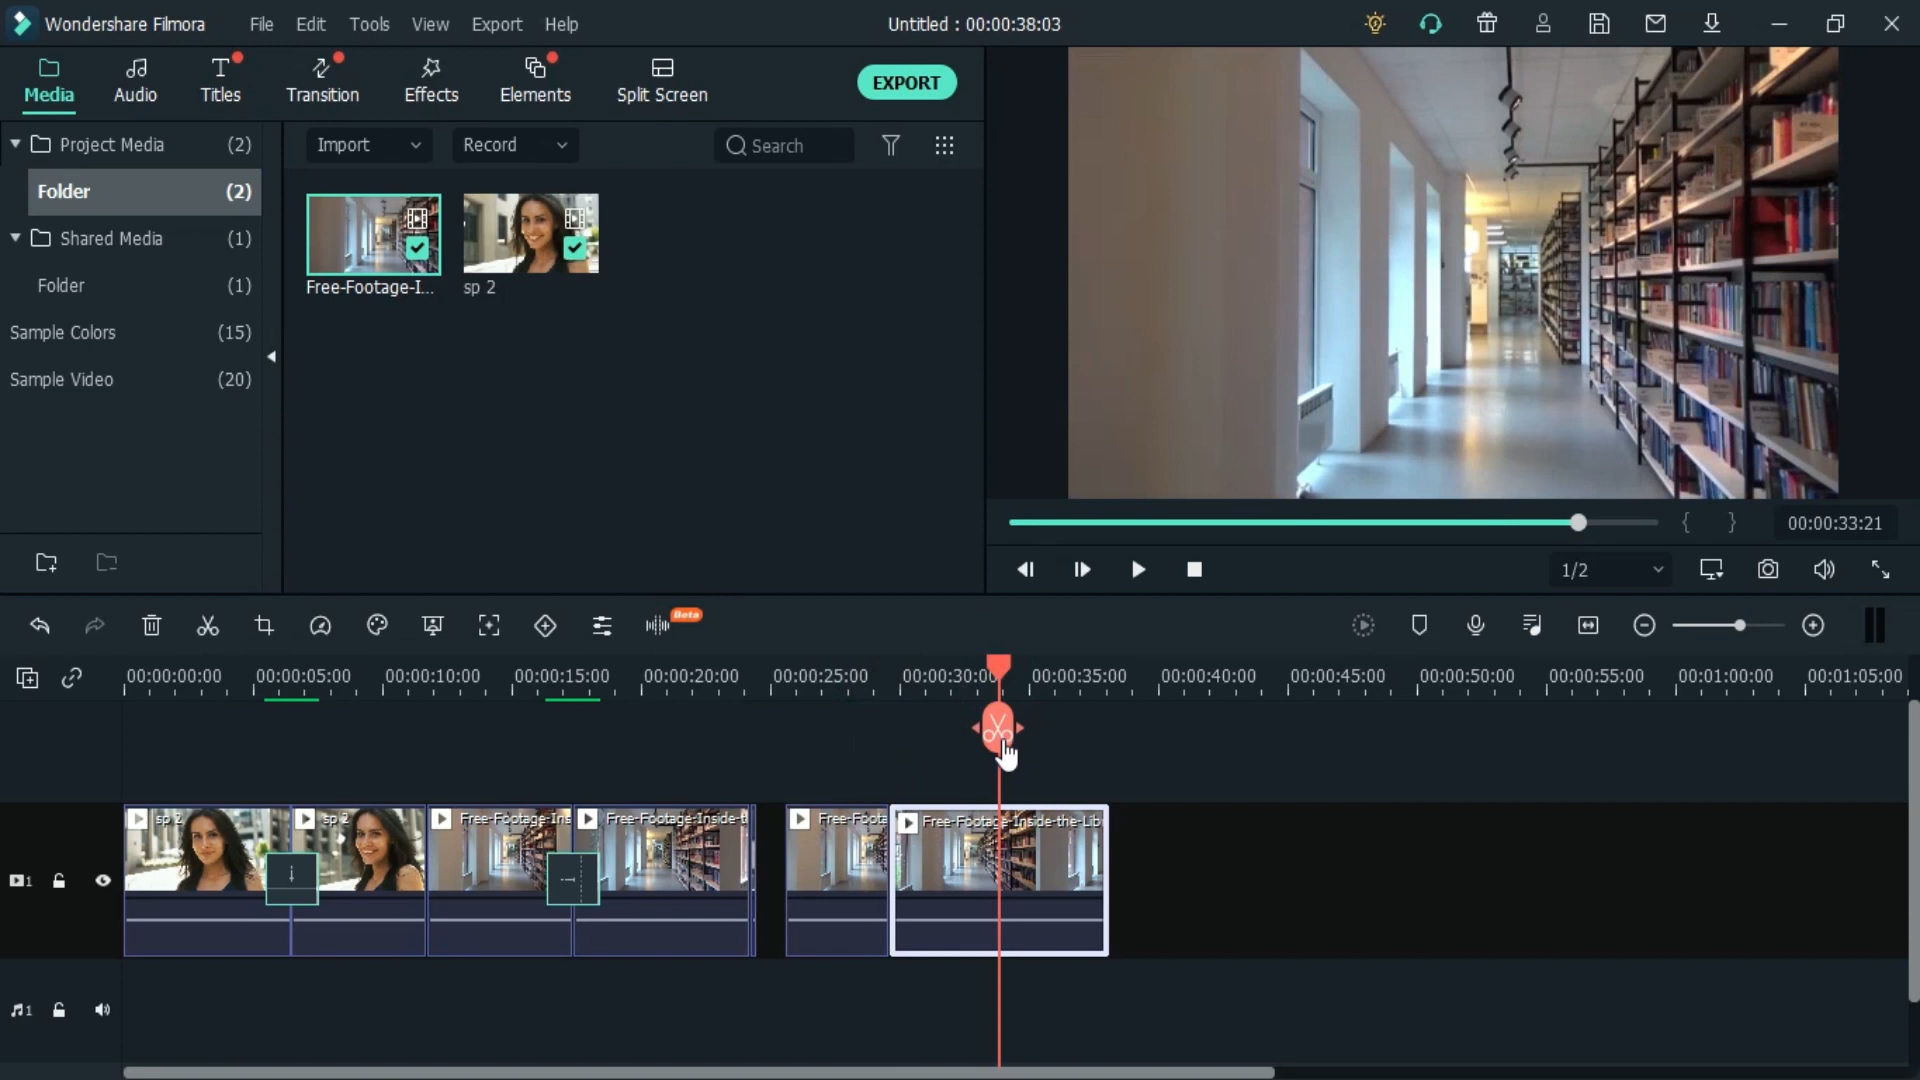 Wondershare Filmora File Edit Tools View Export Help Untitled : 00:00:38:03
Media Audio Titles Transition Effects Elements Split Screen EXPORT
Project Media (2)
Folder (2)
Shared Media (1)
Folder (1)
Sample Colors (15)
Sample Video (20)
Import Record Search
Free-Footage-I... sp 2
{ } 00:00:33:21
1/2
Beta
00:00:00:00 00:00:05:00 00:00:10:00 00:00:15:00 00:00:20:00 00:00:25:00 00:00:30:00 00:00:35:00 00:00:40:00 00:00:45:00 00:00:50:00 00:00:55:00 00:01:00:00 00:01:05:00
sp 2 sp 2 Free-Footage-Ins Free-Footage-Inside-t Free-Foota Free-Footage-Inside-the-Lib
1
1